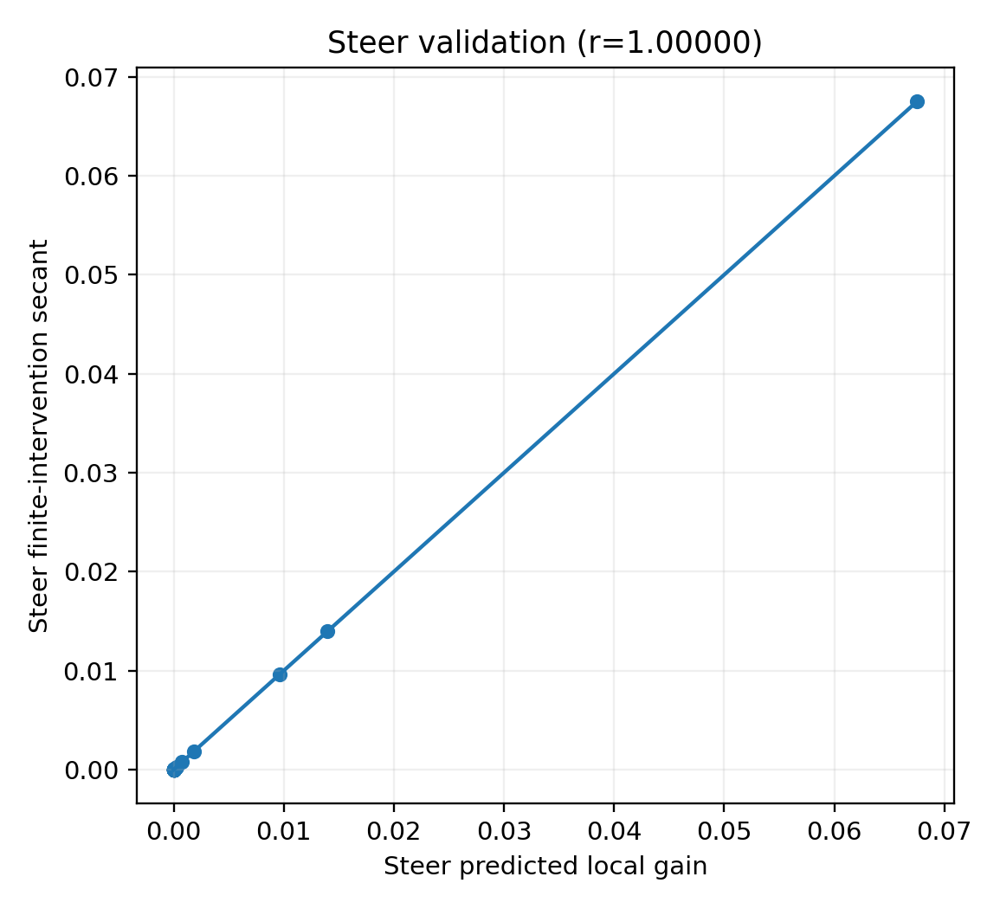 Steer validation (r=1.00000)
0.07
0.06
0.05
0.04
0.03
0.02
0.01
0.00
Steer finite-intervention secant
0.00 0.01 0.02 0.03 0.04 0.05 0.06 0.07
Steer predicted local gain